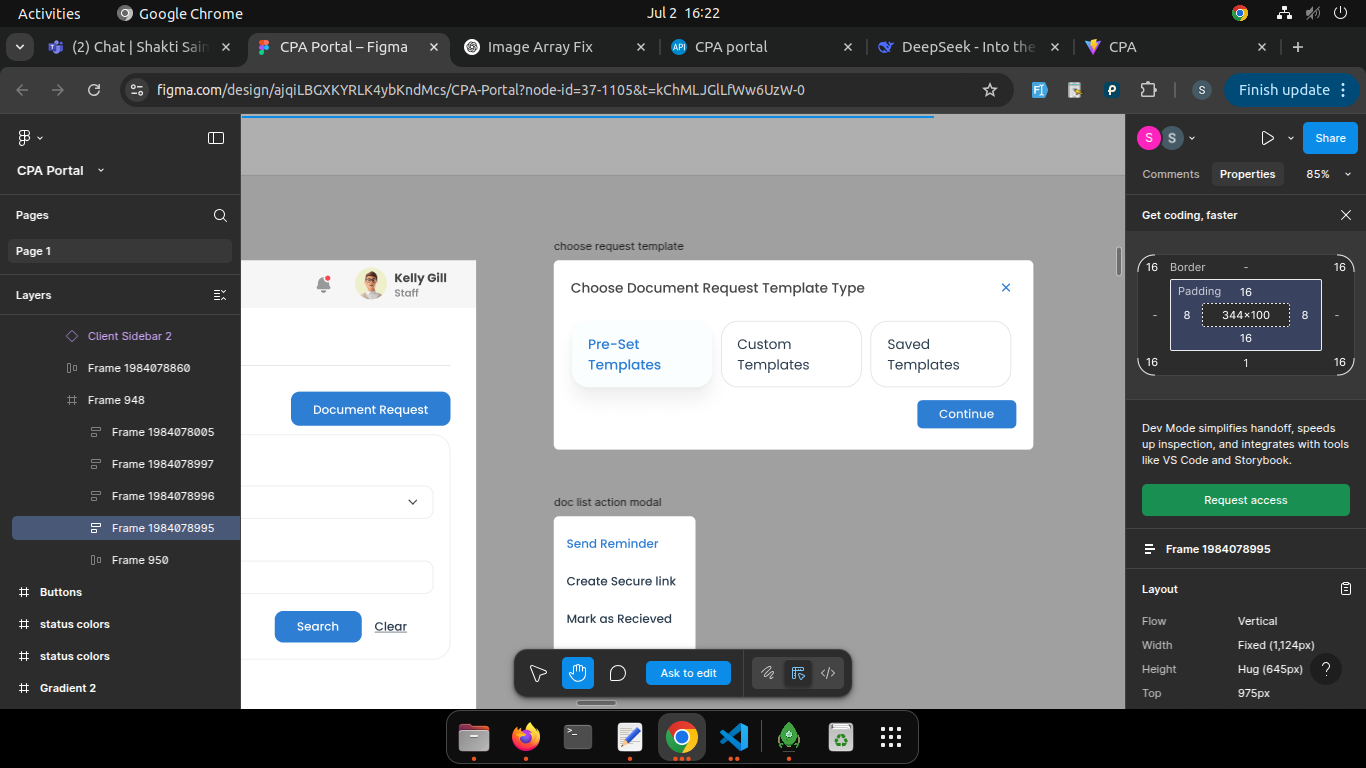 Activities
Google Chrome
Jul 2 16:22
(2) Chat | Shakti Sain
CPA Portal – Figma
Image Array Fix
CPA portal
DeepSeek - Into the
CPA
figma.com/design/ajqiLBGXKYRLK4ybKndMcs/CPA-Portal?node-id=37-1105&t=kChMLJGlLfWw6UzW-0
S
Finish update
CPA Portal
Pages
Page 1
Layers
Client Sidebar 2
Frame 1984078860
Frame 948
Frame 1984078005
Frame 1984078997
Frame 1984078996
Frame 1984078995
Frame 950
Buttons
status colors
status colors
Gradient 2
Kelly Gill
Staff
Document Request
Search
Clear
choose request template
Choose Document Request Template Type
Pre-Set
Templates
Custom
Templates
Saved
Templates
Continue
doc list action modal
Send Reminder
Create Secure link
Mark as Recieved
Ask to edit
S
S
Share
Comments
Properties
85%
Get coding, faster
16
Border
-
16
Padding
16
-
8
344×100
8
-
16
16
1
16
Dev Mode simplifies handoff, speeds
up inspection, and integrates with tools
like VS Code and Storybook.
Request access
Frame 1984078995
Layout
Flow
Vertical
Width
Fixed (1,124px)
Height
Hug (645px)
Top
975px
?